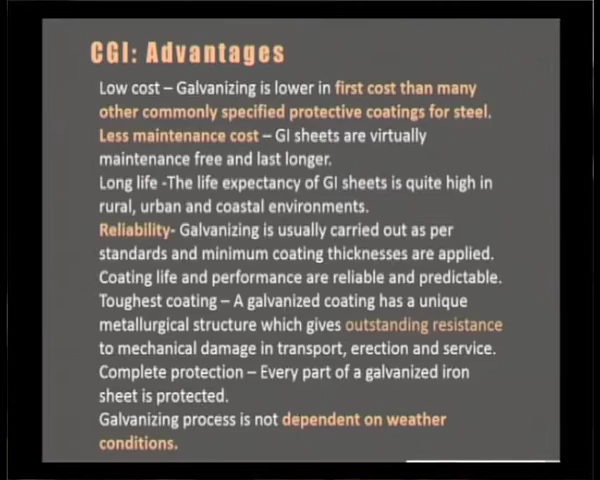 CGI: Advantages
Low cost – Galvanizing is lower in first cost than many
other commonly specified protective coatings for steel.
Less maintenance cost – GI sheets are virtually
maintenance free and last longer.
Long life -The life expectancy of GI sheets is quite high in
rural, urban and coastal environments.
Reliability- Galvanizing is usually carried out as per
standards and minimum coating thicknesses are applied.
Coating life and performance are reliable and predictable.
Toughest coating – A galvanized coating has a unique
metallurgical structure which gives outstanding resistance
to mechanical damage in transport, erection and service.
Complete protection – Every part of a galvanized iron
sheet is protected.
Galvanizing process is not dependent on weather
conditions.